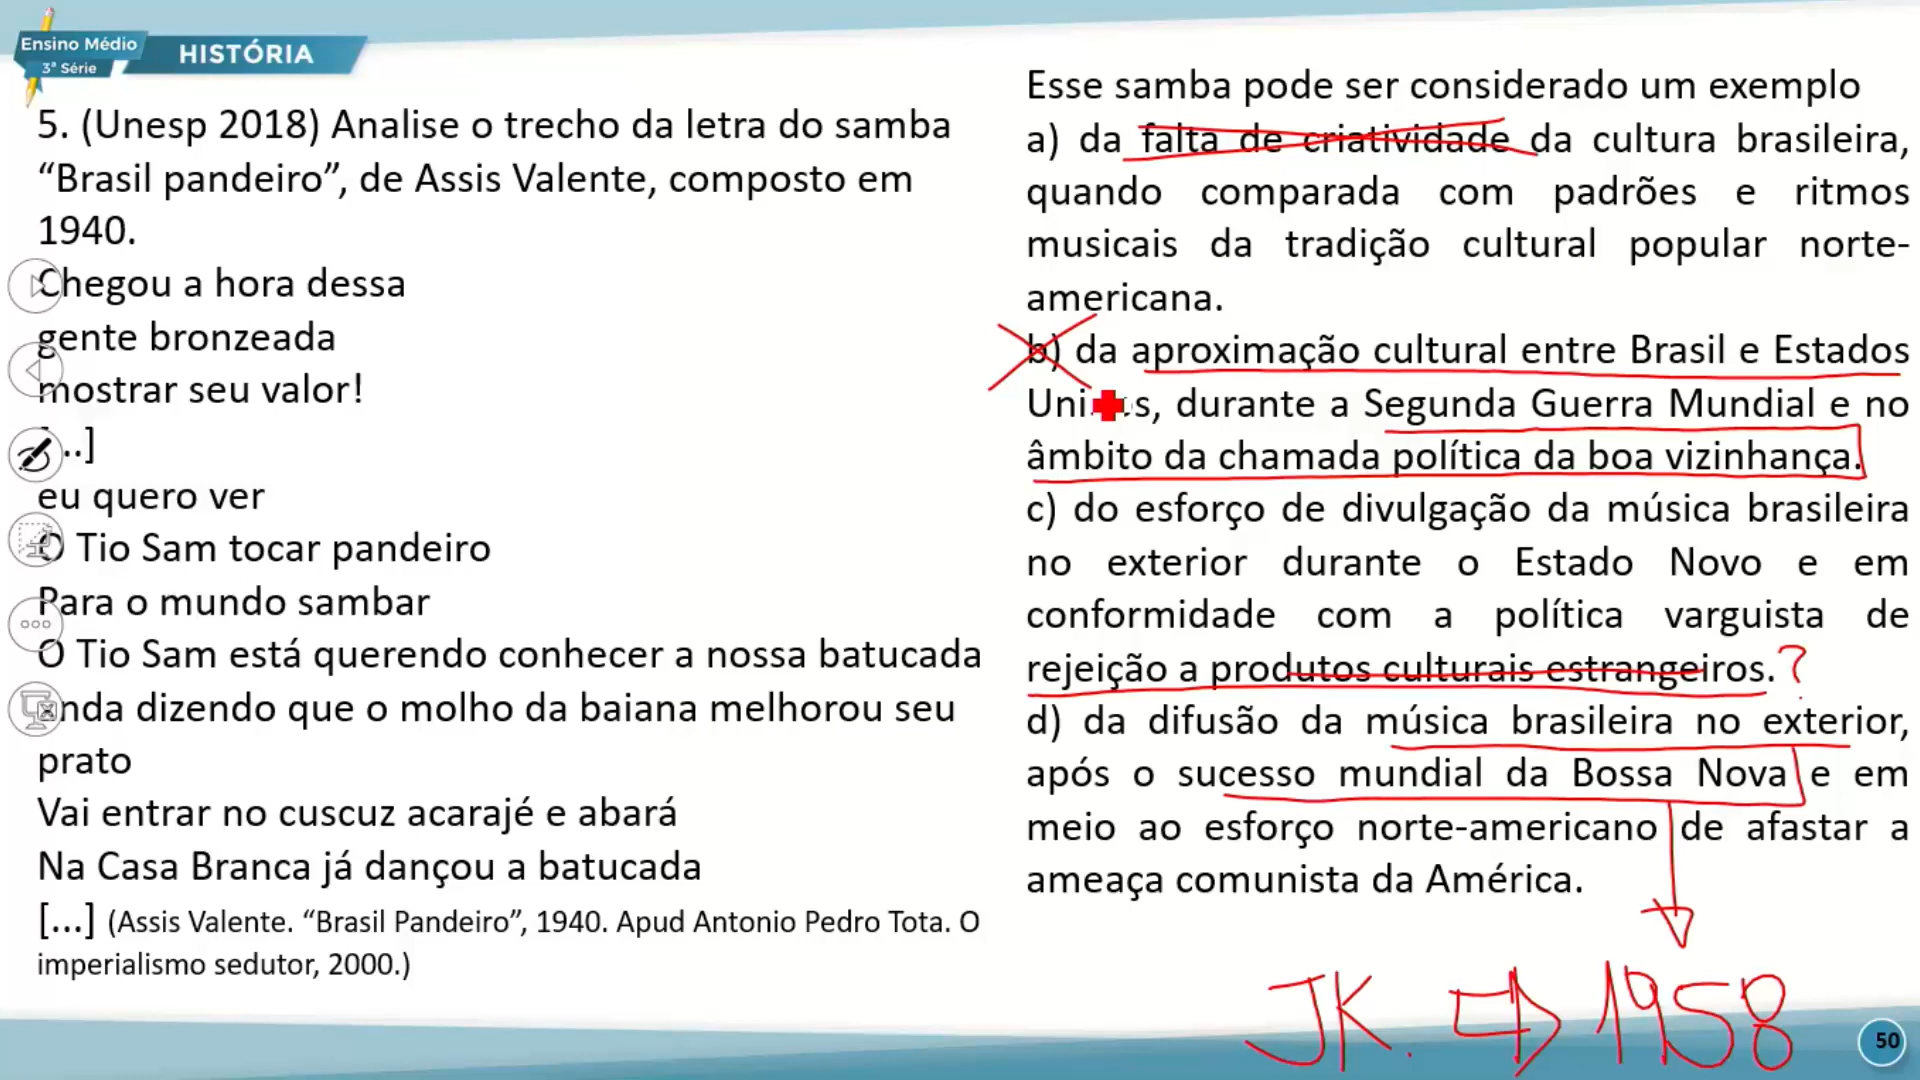 Ensino Médio
3ª Série
HISTÓRIA
5. (Unesp 2018) Analise o trecho da letra do samba
“Brasil pandeiro”, de Assis Valente, composto em
1940.
Chegou a hora dessa
gente bronzeada
mostrar seu valor!
[...]
eu quero ver
O Tio Sam tocar pandeiro
Para o mundo sambar
O Tio Sam está querendo conhecer a nossa batucada
anda dizendo que o molho da baiana melhorou seu
prato
Vai entrar no cuscuz acarajé e abará
Na Casa Branca já dançou a batucada
[...] (Assis Valente. “Brasil Pandeiro”, 1940. Apud Antonio Pedro Tota. O
imperialismo sedutor, 2000.)
Esse samba pode ser considerado um exemplo
a) da falta de criatividade da cultura brasileira,
quando comparada com padrões e ritmos
musicais da tradição cultural popular norte-
americana.
b) da aproximação cultural entre Brasil e Estados
Unidos, durante a Segunda Guerra Mundial e no
âmbito da chamada política da boa vizinhança.
c) do esforço de divulgação da música brasileira
no exterior durante o Estado Novo e em
conformidade com a política varguista de
rejeição a produtos culturais estrangeiros. ?
d) da difusão da música brasileira no exterior,
após o sucesso mundial da Bossa Nova e em
meio ao esforço norte-americano de afastar a
ameaça comunista da América.
JK. ⇨ 1958
50